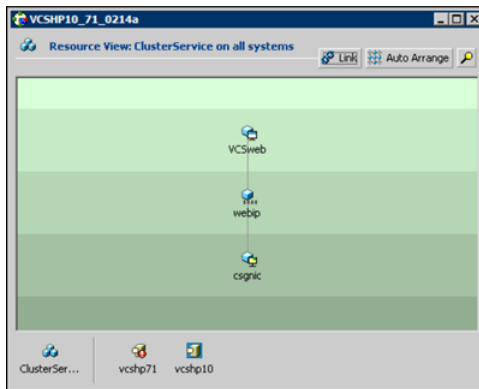 VCSHP10_71_0214a
Resource View: ClusterService on all systems
Link
Auto Arrange
VCSweb
webip
csgnic
ClusterSer...
vcshp71
vcshp10